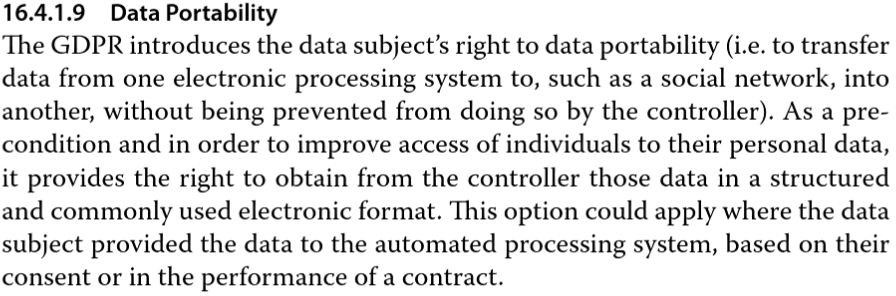 16.4.1.9 Data Portability
The GDPR introduces the data subject's right to data portability (i.e. to transfer
data from one electronic processing system to, such as a social network, into
another, without being prevented from doing so by the controller). As a pre-
condition and in order to improve access of individuals to their personal data,
it provides the right to obtain from the controller those data in a structured
and commonly used electronic format. This option could apply where the data
subject provided the data to the automated processing system, based on their
consent or in the performance of a contract.